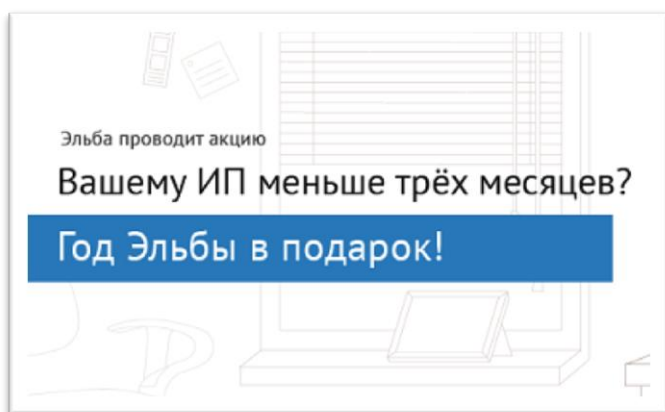 Эльба проводит акцию
Вашему ИП меньше трёх месяцев?
Год Эльбы в подарок!